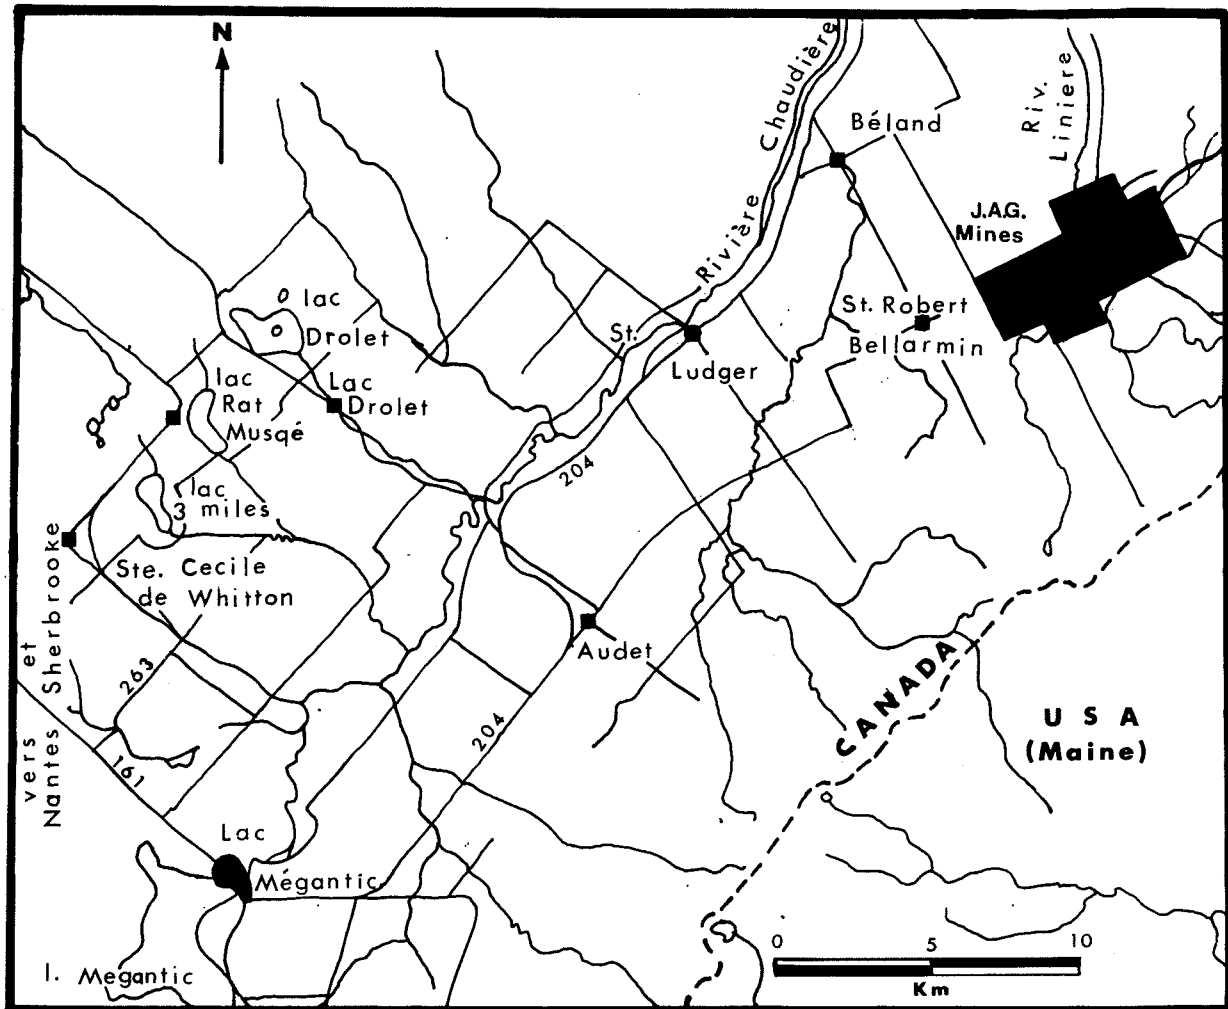 N
Rivière Chaudière
Riv.
Liniere
Béland
J.A.G.
Mines
lac
Drolet
St. Robert
Bellarmin
St.
Ludger
lac
Rat
Musqé
Lac
Drolet
204
lac
3 miles
Ste. Cecile
de Whitton
vers et
Nantes Sherbrooke
Audet
263
204
161
CANADA
USA
(Maine)
Lac
Mégantic
l. Megantic
0 5 10
Km